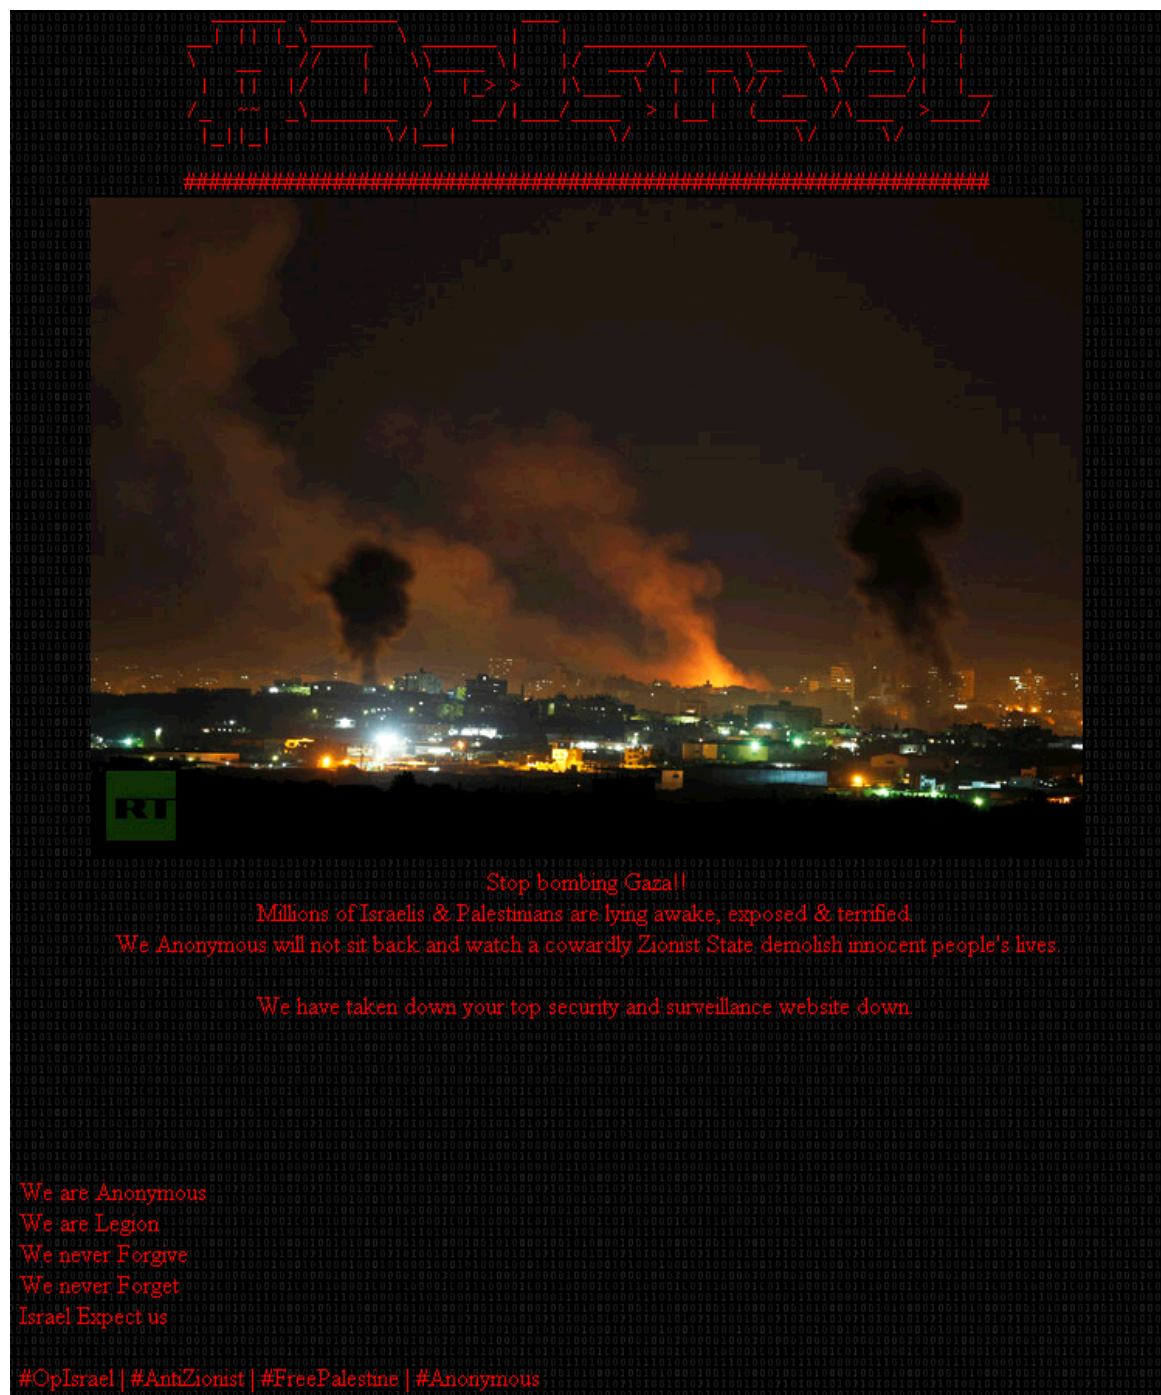 #OpIsrael
####################################################################
RT
Stop bombing Gaza!!
Millions of Israelis & Palestinians are lying awake, exposed & terrified.
We Anonymous will not sit back and watch a cowardly Zionist State demolish innocent people's lives.
We have taken down your top security and surveillance website down.
We are Anonymous
We are Legion
We never Forgive
We never Forget
Israel Expect us
#OpIsrael | #AntiZionist | #FreePalestine | #Anonymous